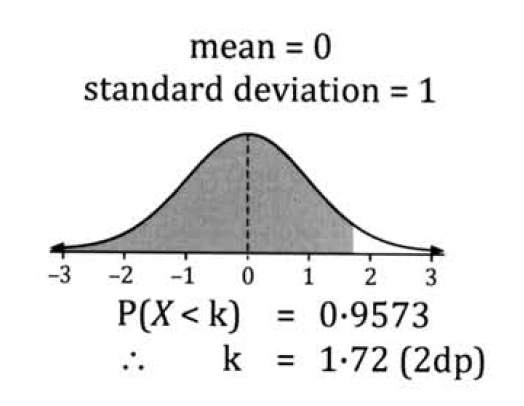 mean = 0
standard deviation = 1
−3 −2 −1 0 1 2 3
P(X < k) = 0·9573
∴ k = 1·72 (2dp)